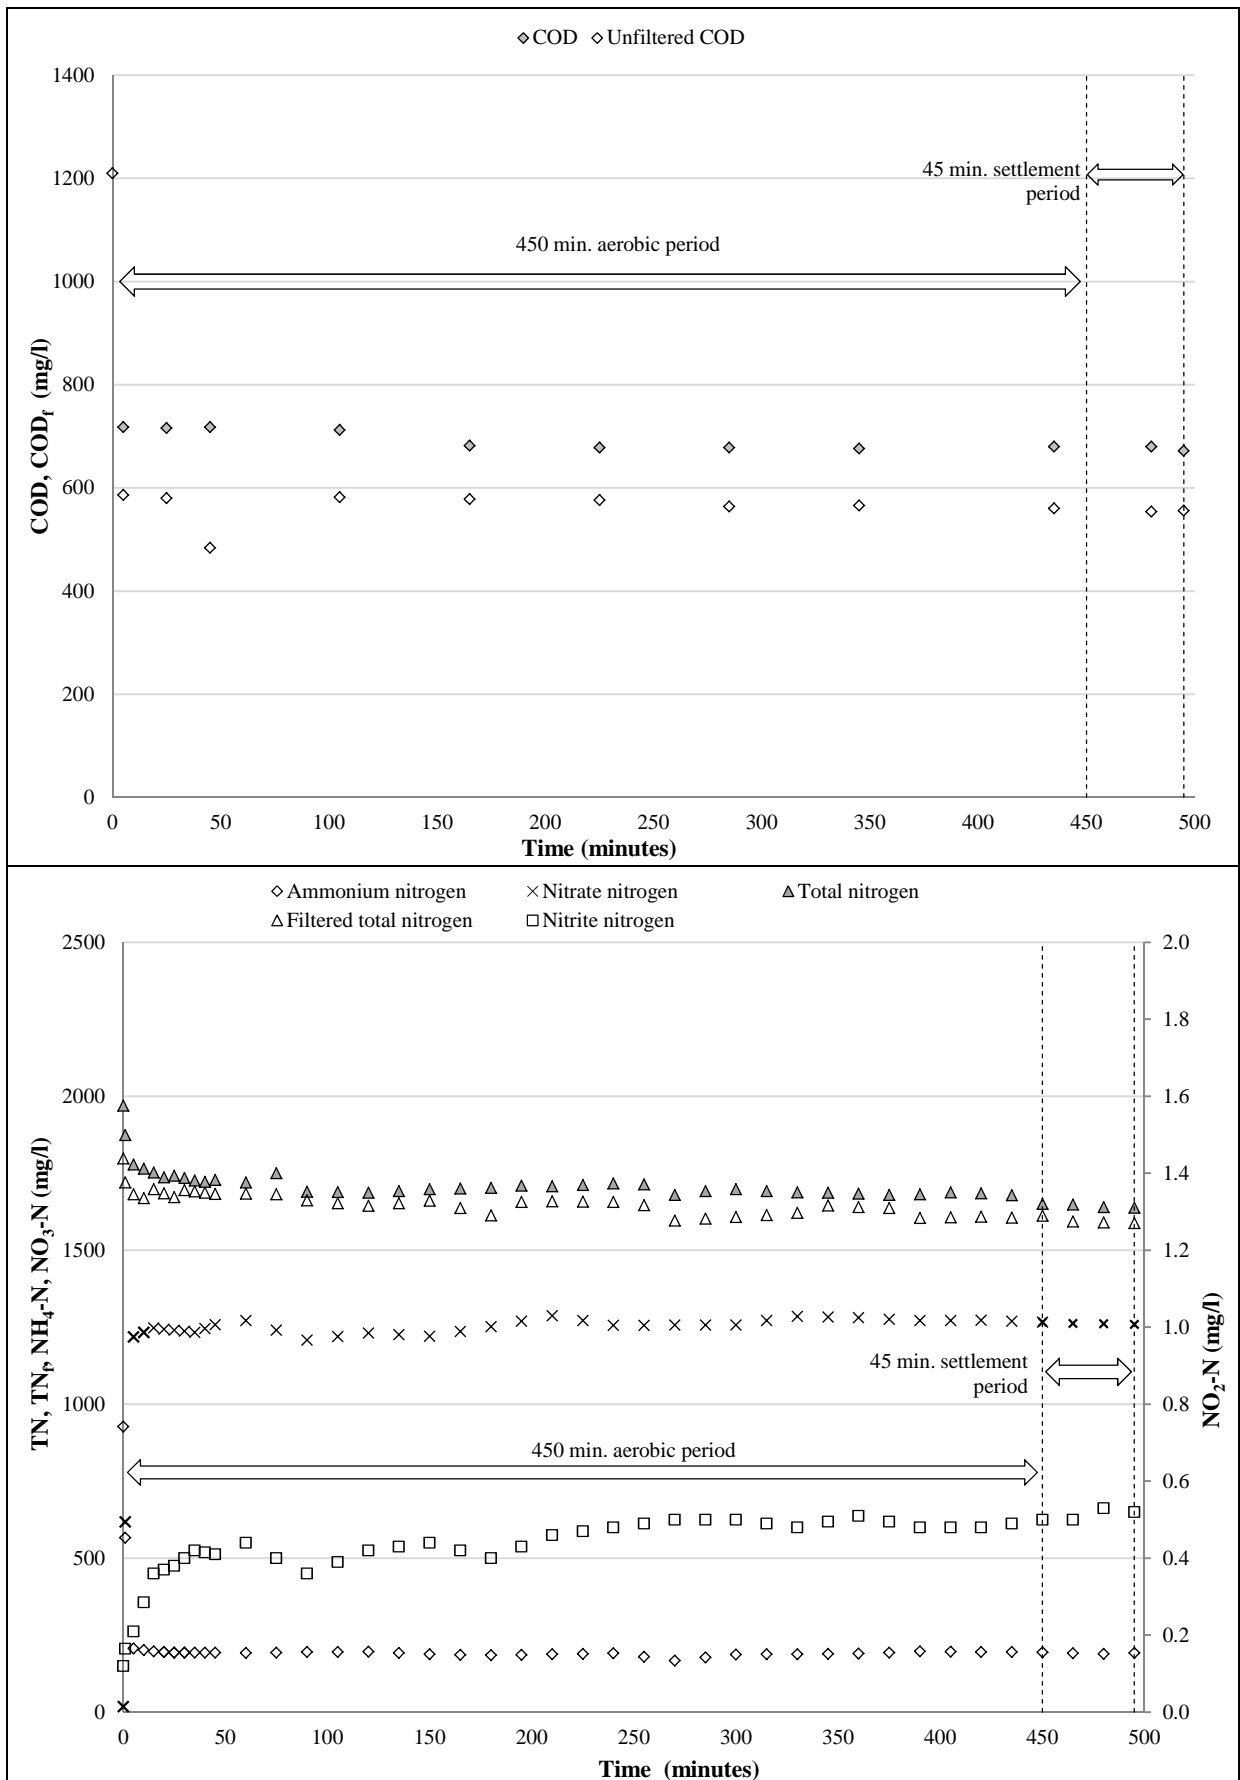 COD Unfiltered COD
1400
1200
1000
800
600
400
200
0
COD, COD_f (mg/l)
45 min. settlement
period
450 min. aerobic period
0 50 100 150 200 250 300 350 400 450 500
Time (minutes)
Ammonium nitrogen Nitrate nitrogen Total nitrogen
Filtered total nitrogen Nitrite nitrogen
2500
2000
1500
1000
500
0
TN, TN_f, NH_4-N, NO_3-N (mg/l)
2.0
1.8
1.6
1.4
1.2
1.0
0.8
0.6
0.4
0.2
0.0
NO_2-N (mg/l)
45 min. settlement
period
450 min. aerobic period
0 50 100 150 200 250 300 350 400 450 500
Time (minutes)